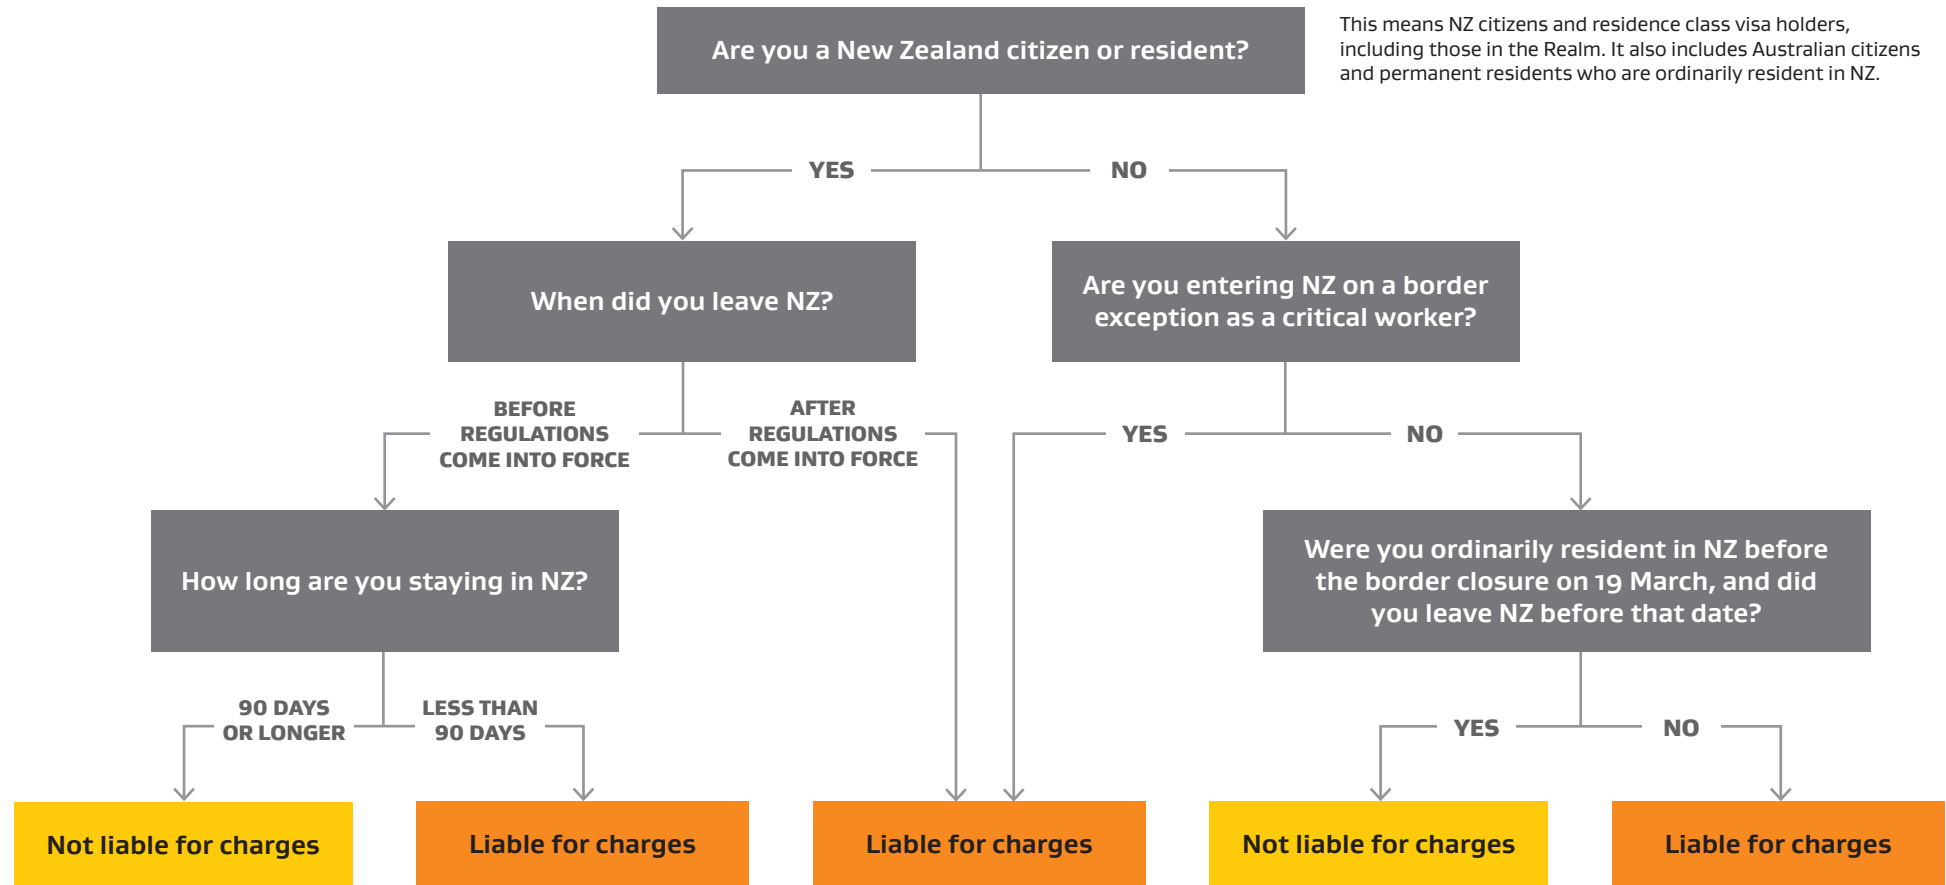 Are you a New Zealand citizen or resident?
This means NZ citizens and residence class visa holders,
including those in the Realm. It also includes Australian citizens
and permanent residents who are ordinarily resident in NZ.
YES
NO
When did you leave NZ?
Are you entering NZ on a border
exception as a critical worker?
BEFORE
REGULATIONS
COME INTO FORCE
AFTER
REGULATIONS
COME INTO FORCE
YES
NO
How long are you staying in NZ?
Were you ordinarily resident in NZ before
the border closure on 19 March, and did
you leave NZ before that date?
90 DAYS
OR LONGER
LESS THAN
90 DAYS
YES
NO
Not liable for charges
Liable for charges
Liable for charges
Not liable for charges
Liable for charges